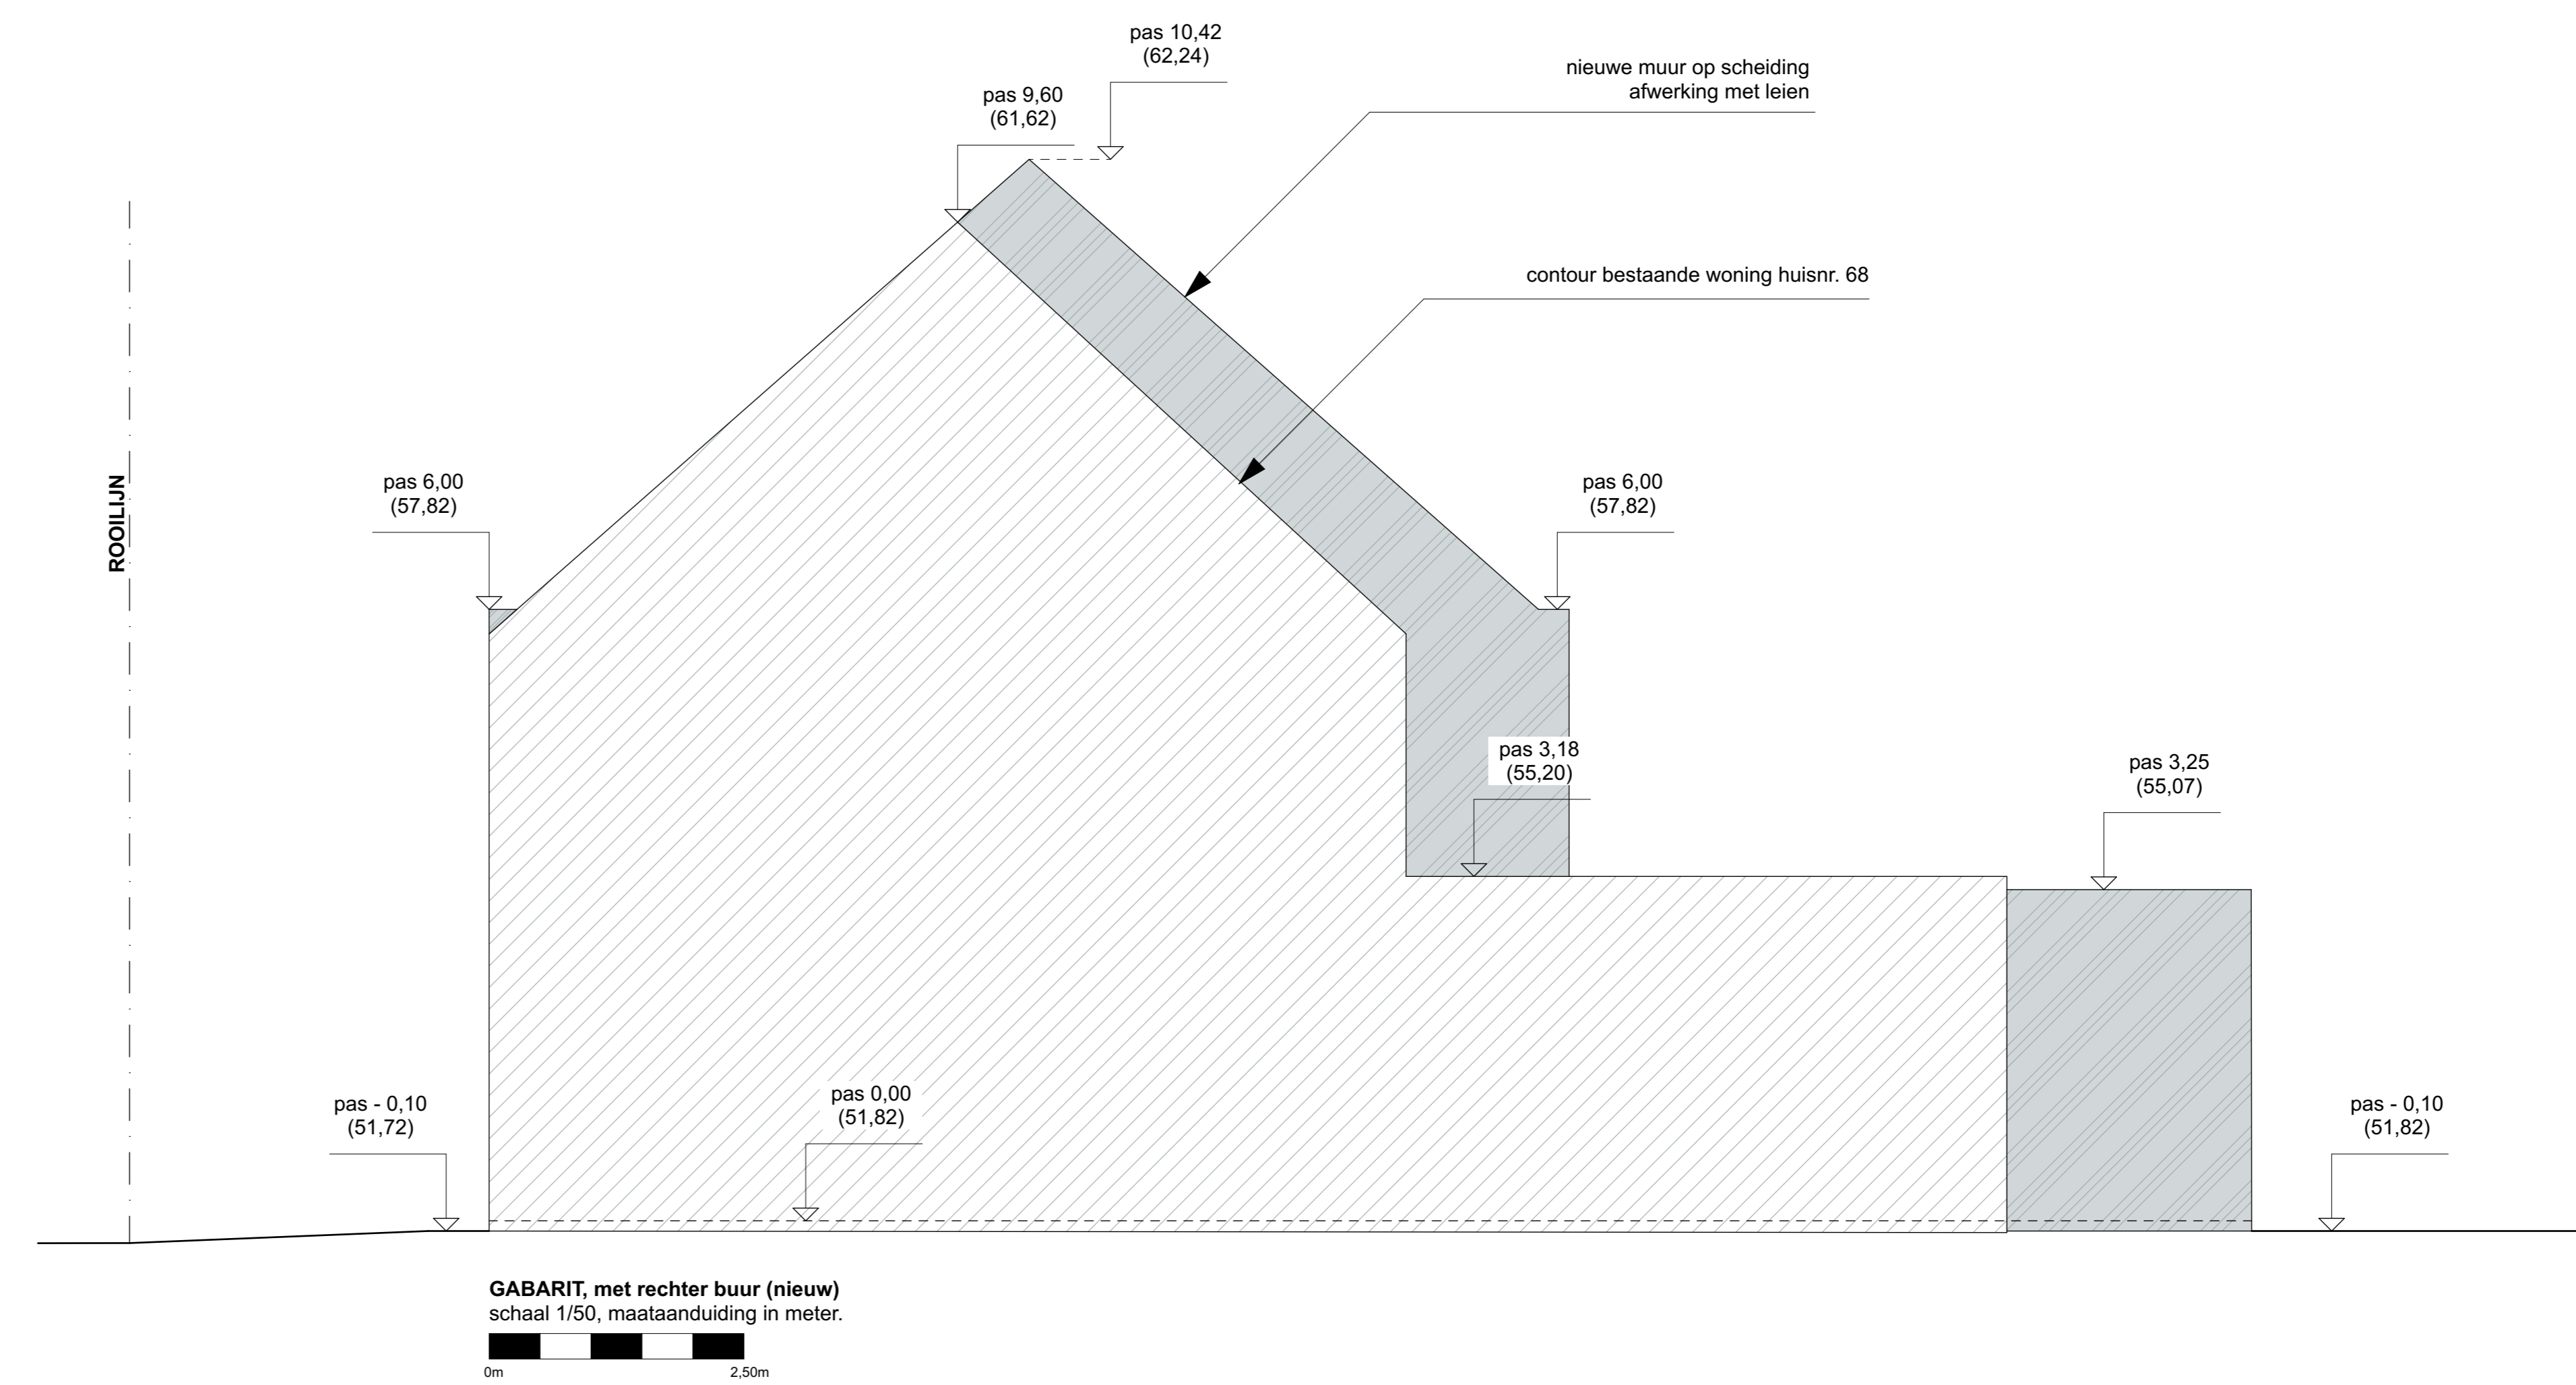 pas 10,42
(62,24)
nieuwe muur op scheiding
afwerking met leien
pas 9,60
(61,62)
contour bestaande woning huisnr. 68
ROOILIJN
pas 6,00
(57,82)
pas 6,00
(57,82)
pas 3,18
(55,20)
pas 3,25
(55,07)
pas - 0,10
(51,72)
pas 0,00
(51,82)
pas - 0,10
(51,82)
GABARIT, met rechter buur (nieuw)
schaal 1/50, maataanduiding in meter.
0m
2,50m